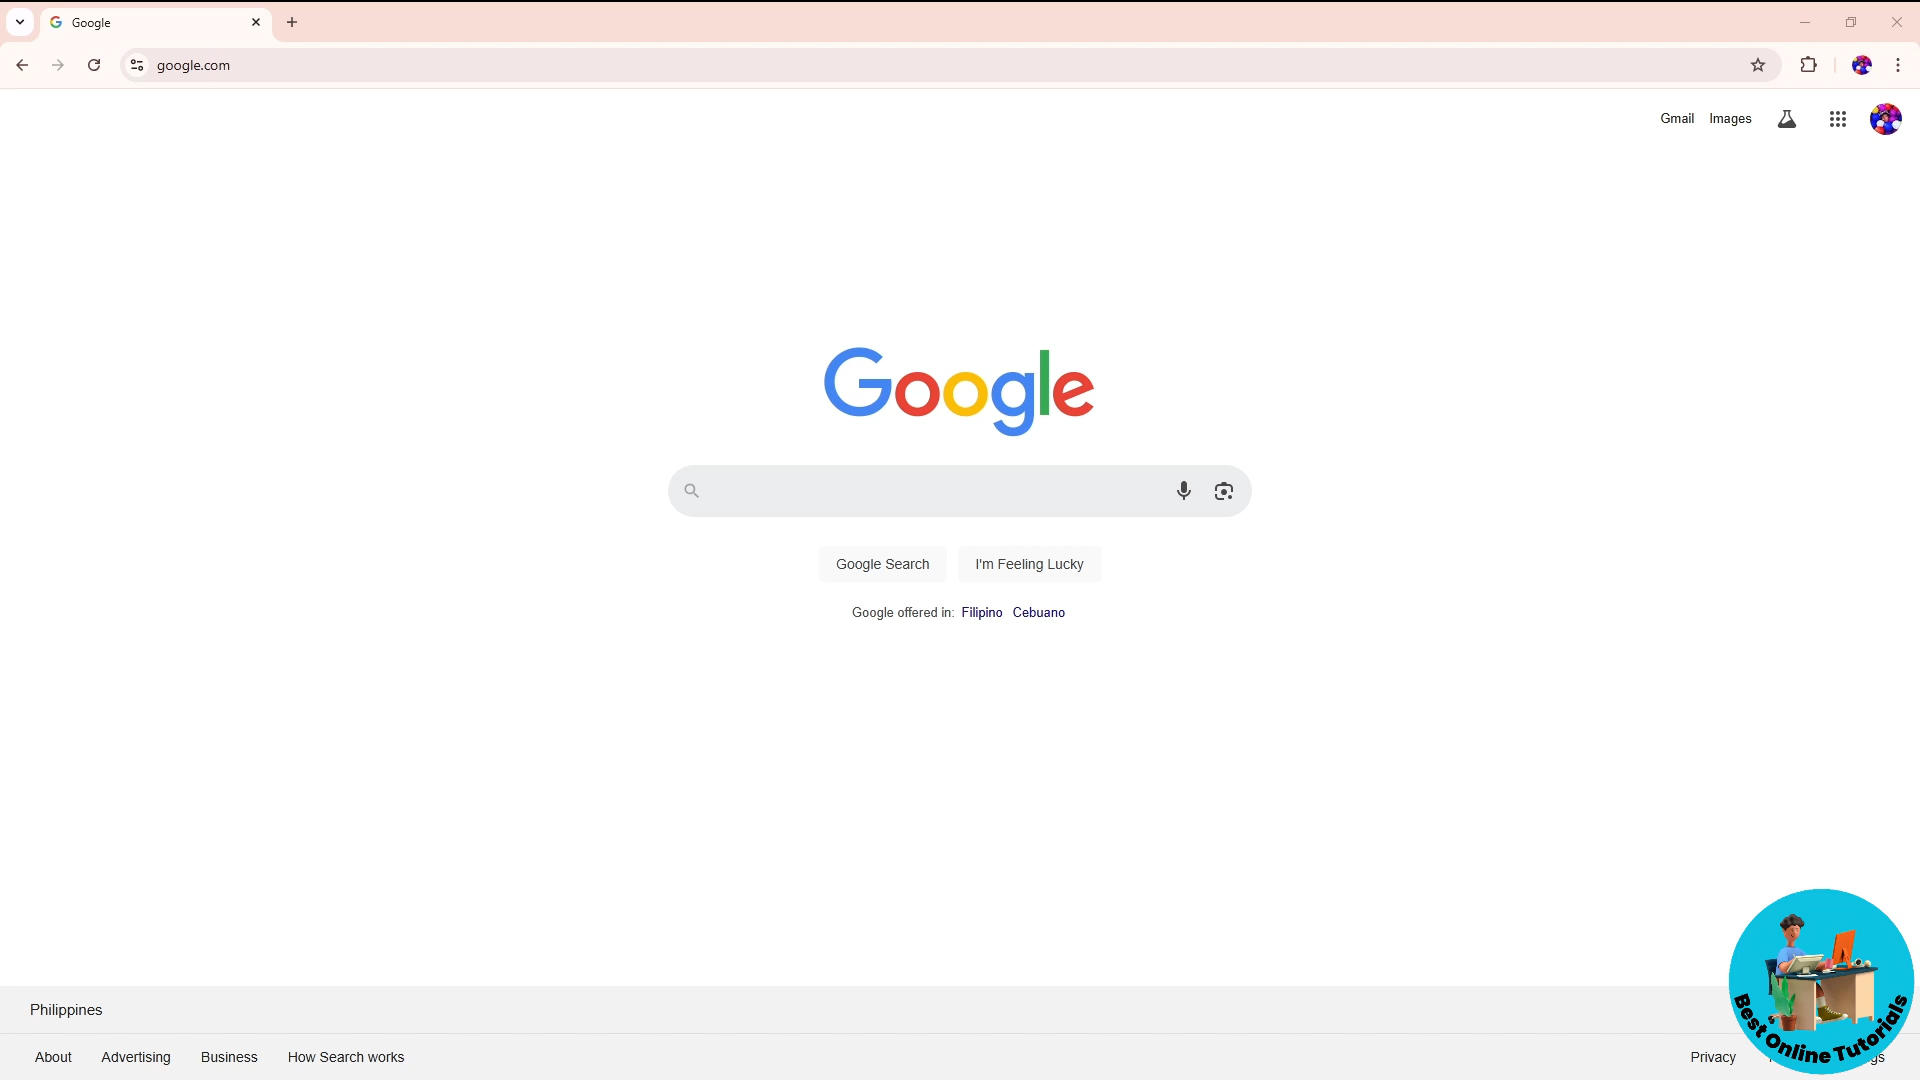 Google
google.com
Gmail Images
Google
Google Search I'm Feeling Lucky
Google offered in: Filipino Cebuano
Philippines
About Advertising Business How Search works
Privacy
Best Online Tutorials